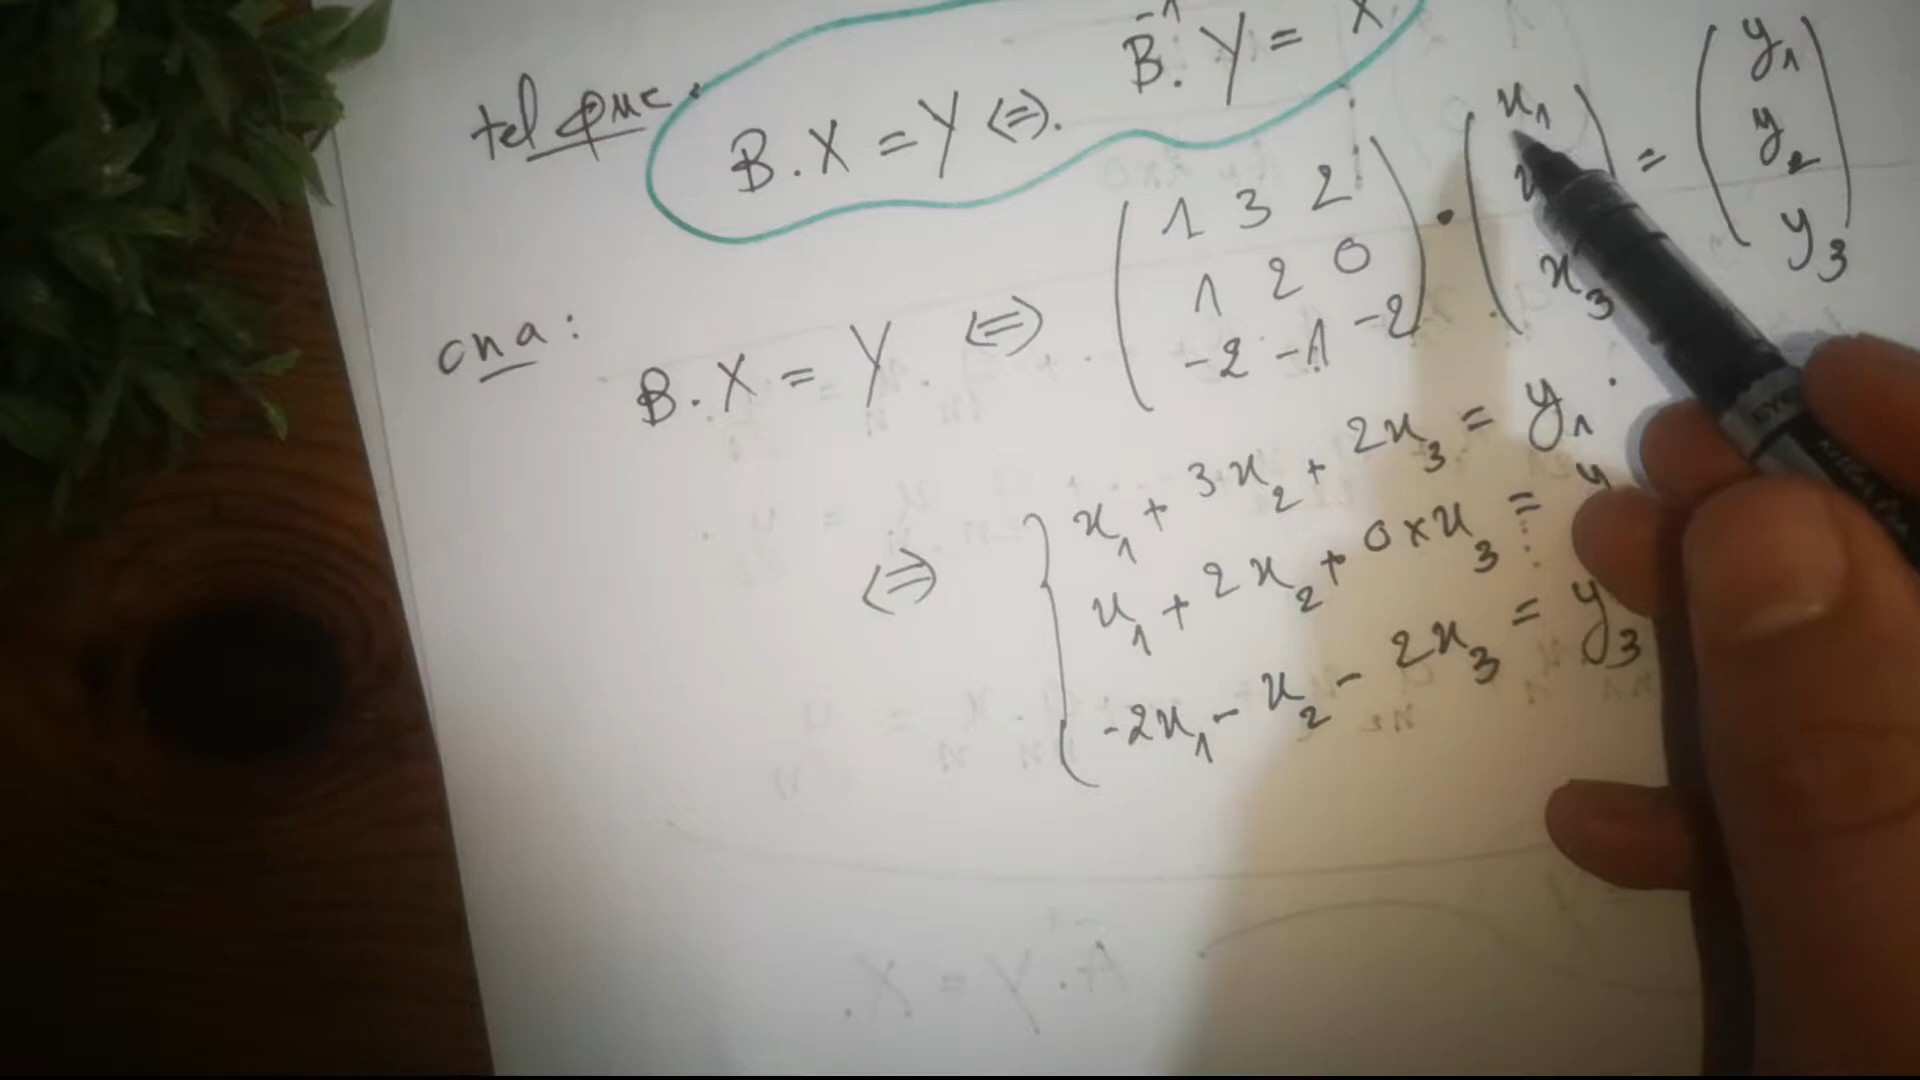 tel que. B.X = Y ⟺. B⁻¹.Y = X
ona : B.X = Y ⟺ ( 1 3 2 ) . ( x₁ ) = ( y₁ )
( 1 2 0 ) ( x ) ( y₂ )
( -2 -1 -2 ) ( x₃ ) ( y₃ )
⟺ { x₁ + 3x₂ + 2x₃ = y₁
x₁ + 2x₂ + 0×x₃ = y
-2x₁ - x₂ - 2x₃ = y₃